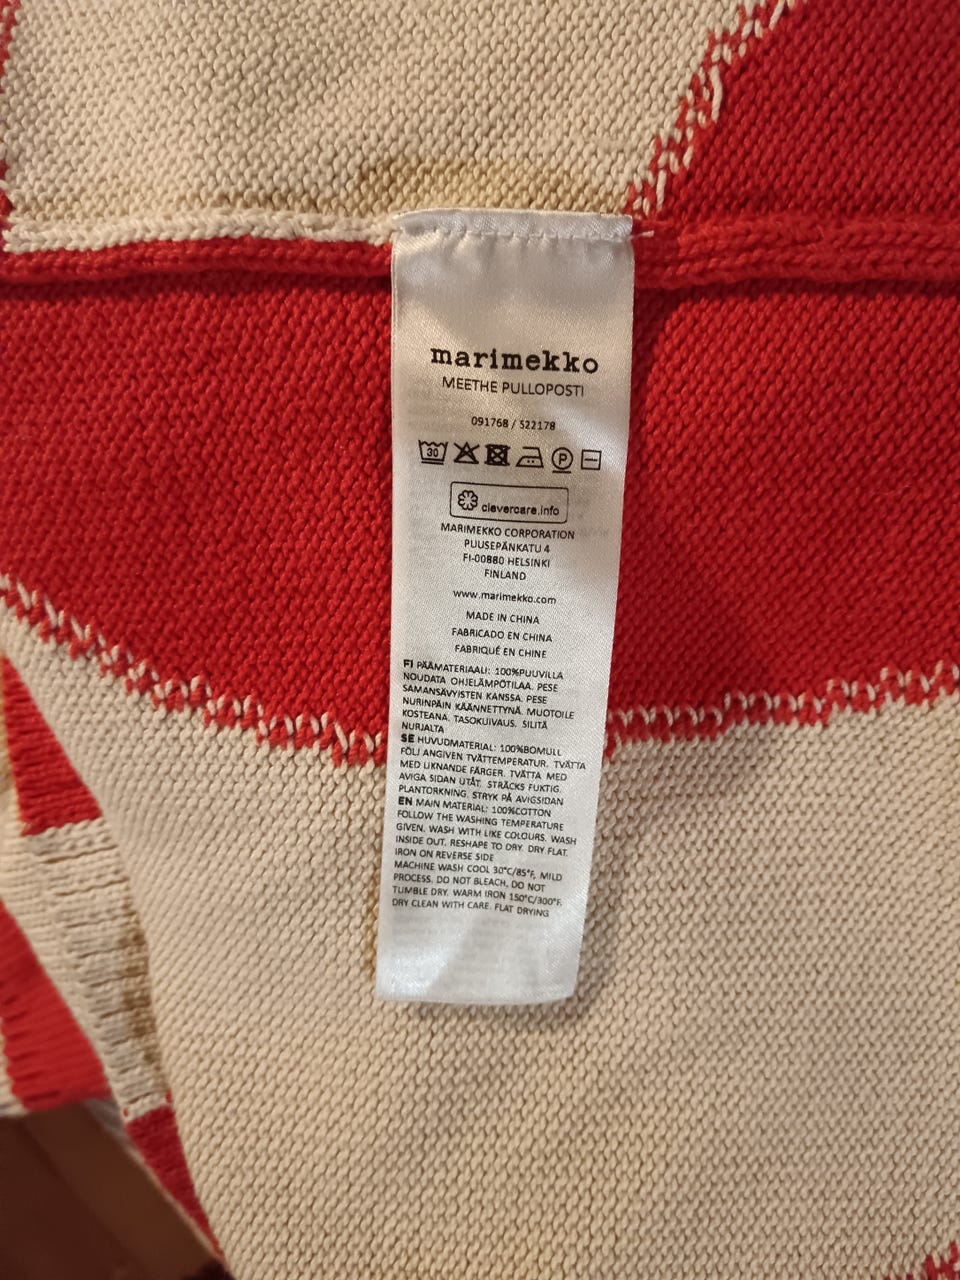 marimekko
MEETHE PULLOPOSTI
091768 / 522178
30 P
clevercare.info
MARIMEKKO CORPORATION
PUUSEPÄNKATU 4
FI-00880 HELSINKI
FINLAND
www.marimekko.com
MADE IN CHINA
FABRICADO EN CHINA
FABRIQUÉ EN CHINE
FI PÄÄMATERIAALI: 100%PUUVILLA
NOUDATA OHJELÄMPÖTILAA. PESE
SAMANSÄVYISTEN KANSSA. PESE
NURINPÄIN KÄÄNNETTYNÄ. MUOTOILE
KOSTEANA. TASOKUIVAUS. SILITÄ
NURJALTA
SE HUVUDMATERIAL: 100%BOMULL
FÖLJ ANGIVEN TVÄTTEMPERATUR. TVÄTTA
MED LIKNANDE FÄRGER. TVÄTTA MED
AVIGA SIDAN UTÅT. STRÄCKS FUKTIG.
PLANTORKNING. STRYK PÅ AVIGSIDAN
EN MAIN MATERIAL: 100%COTTON
FOLLOW THE WASHING TEMPERATURE
GIVEN. WASH WITH LIKE COLOURS. WASH
INSIDE OUT. RESHAPE TO DRY. DRY FLAT.
IRON ON REVERSE SIDE
MACHINE WASH COOL 30°C/85°F, MILD
PROCESS. DO NOT BLEACH. DO NOT
TUMBLE DRY. WARM IRON 150°C/300°F.
DRY CLEAN WITH CARE. FLAT DRYING